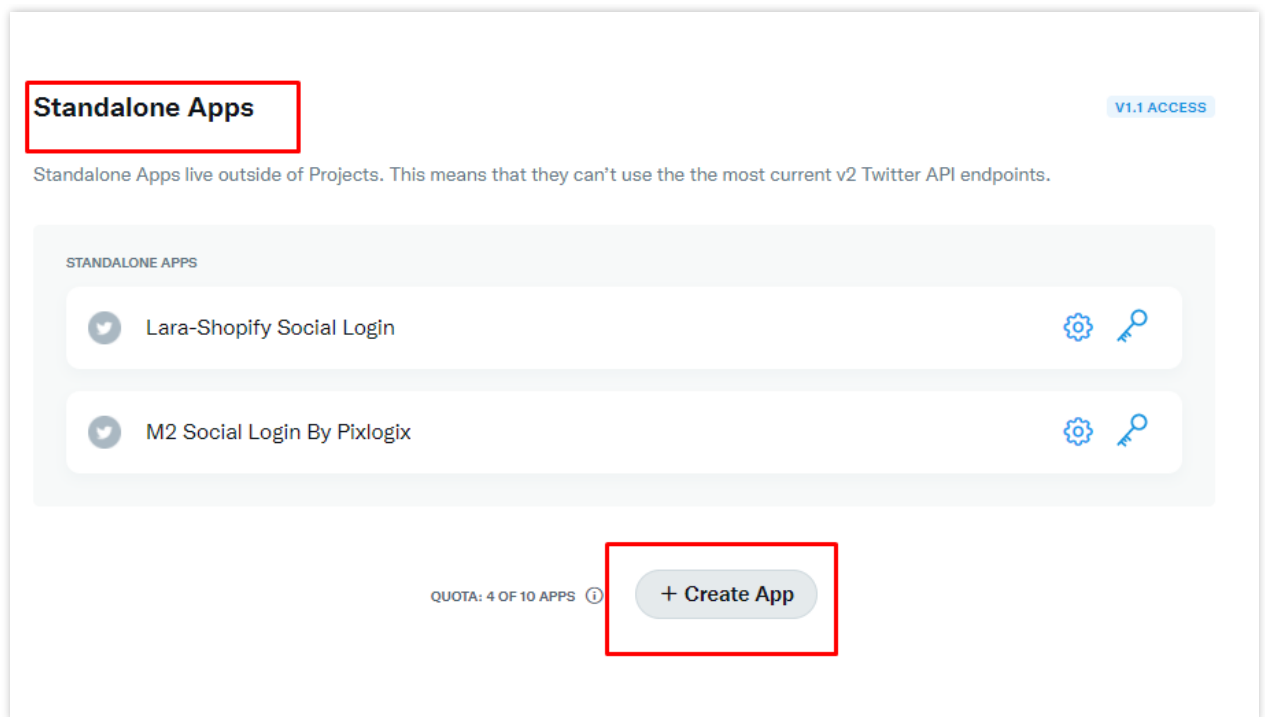 Standalone Apps
V1.1 ACCESS
Standalone Apps live outside of Projects. This means that they can't use the the most current v2 Twitter API endpoints.
STANDALONE APPS
Lara-Shopify Social Login
M2 Social Login By Pixlogix
QUOTA: 4 OF 10 APPS
+ Create App